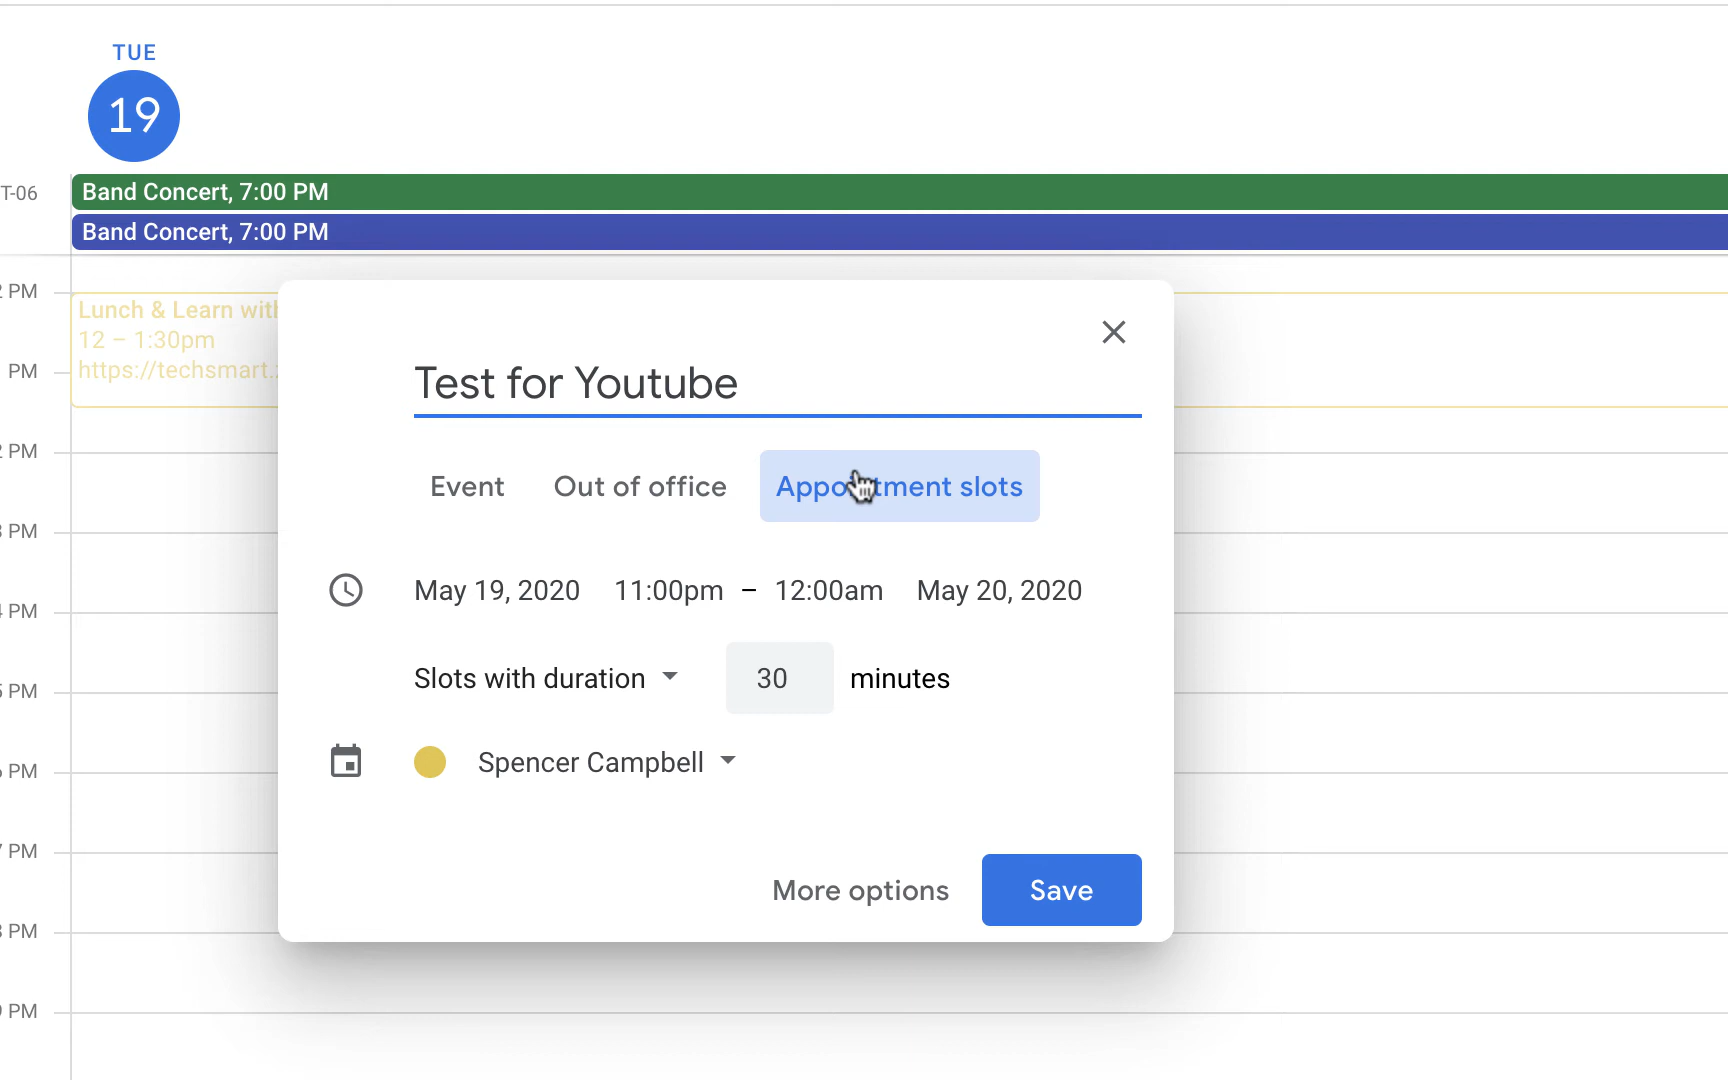 TUE
19
T-06
Band Concert, 7:00 PM
Band Concert, 7:00 PM
PM
Lunch & Learn with
12 – 1:30pm
https://techsmart.
PM
PM
PM
PM
PM
PM
PM
PM
PM
Test for Youtube
Event Out of office Appointment slots
May 19, 2020 11:00pm – 12:00am May 20, 2020
Slots with duration 30 minutes
Spencer Campbell
More options Save